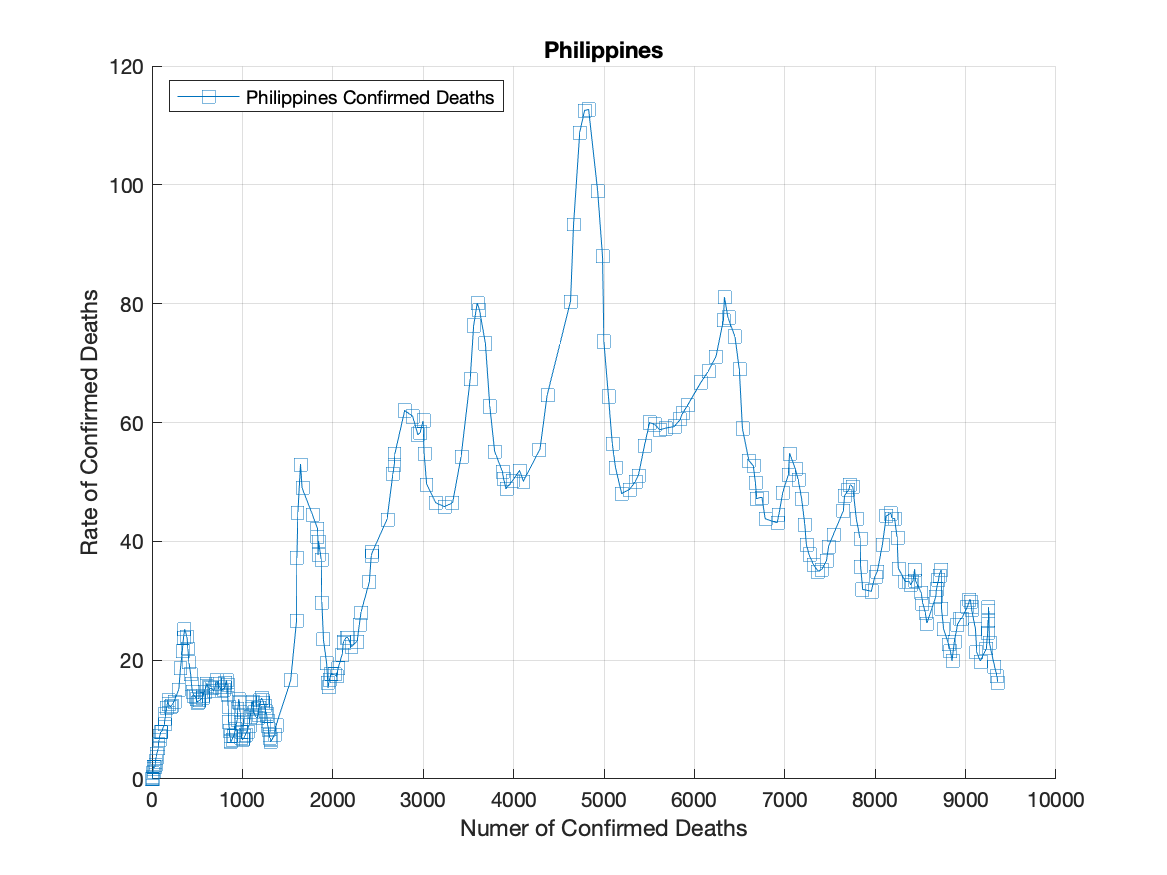 Philippines
Philippines Confirmed Deaths
120
100
80
60
40
20
0
Rate of Confirmed Deaths
0 1000 2000 3000 4000 5000 6000 7000 8000 9000 10000
Numer of Confirmed Deaths